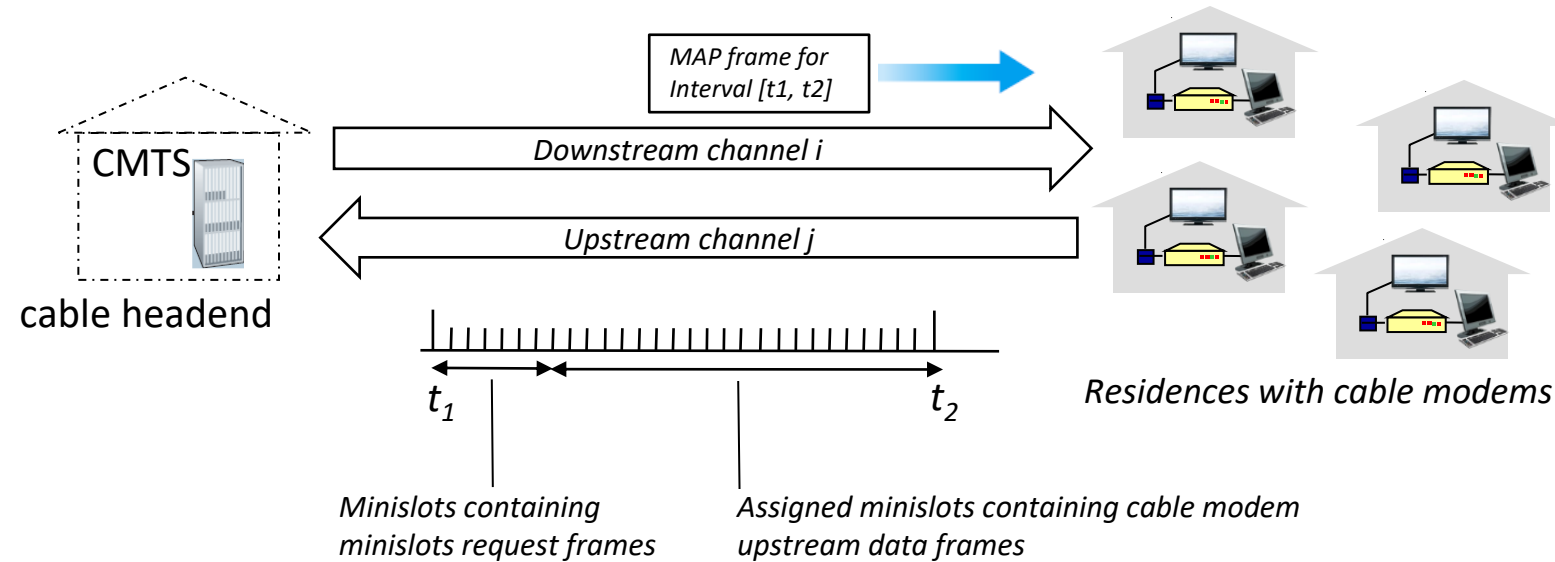 MAP frame for
Interval [t1, t2]
CMTS
Downstream channel i
Upstream channel j
cable headend
t1
t2
Residences with cable modems
Minislots containing
minislots request frames
Assigned minislots containing cable modem
upstream data frames